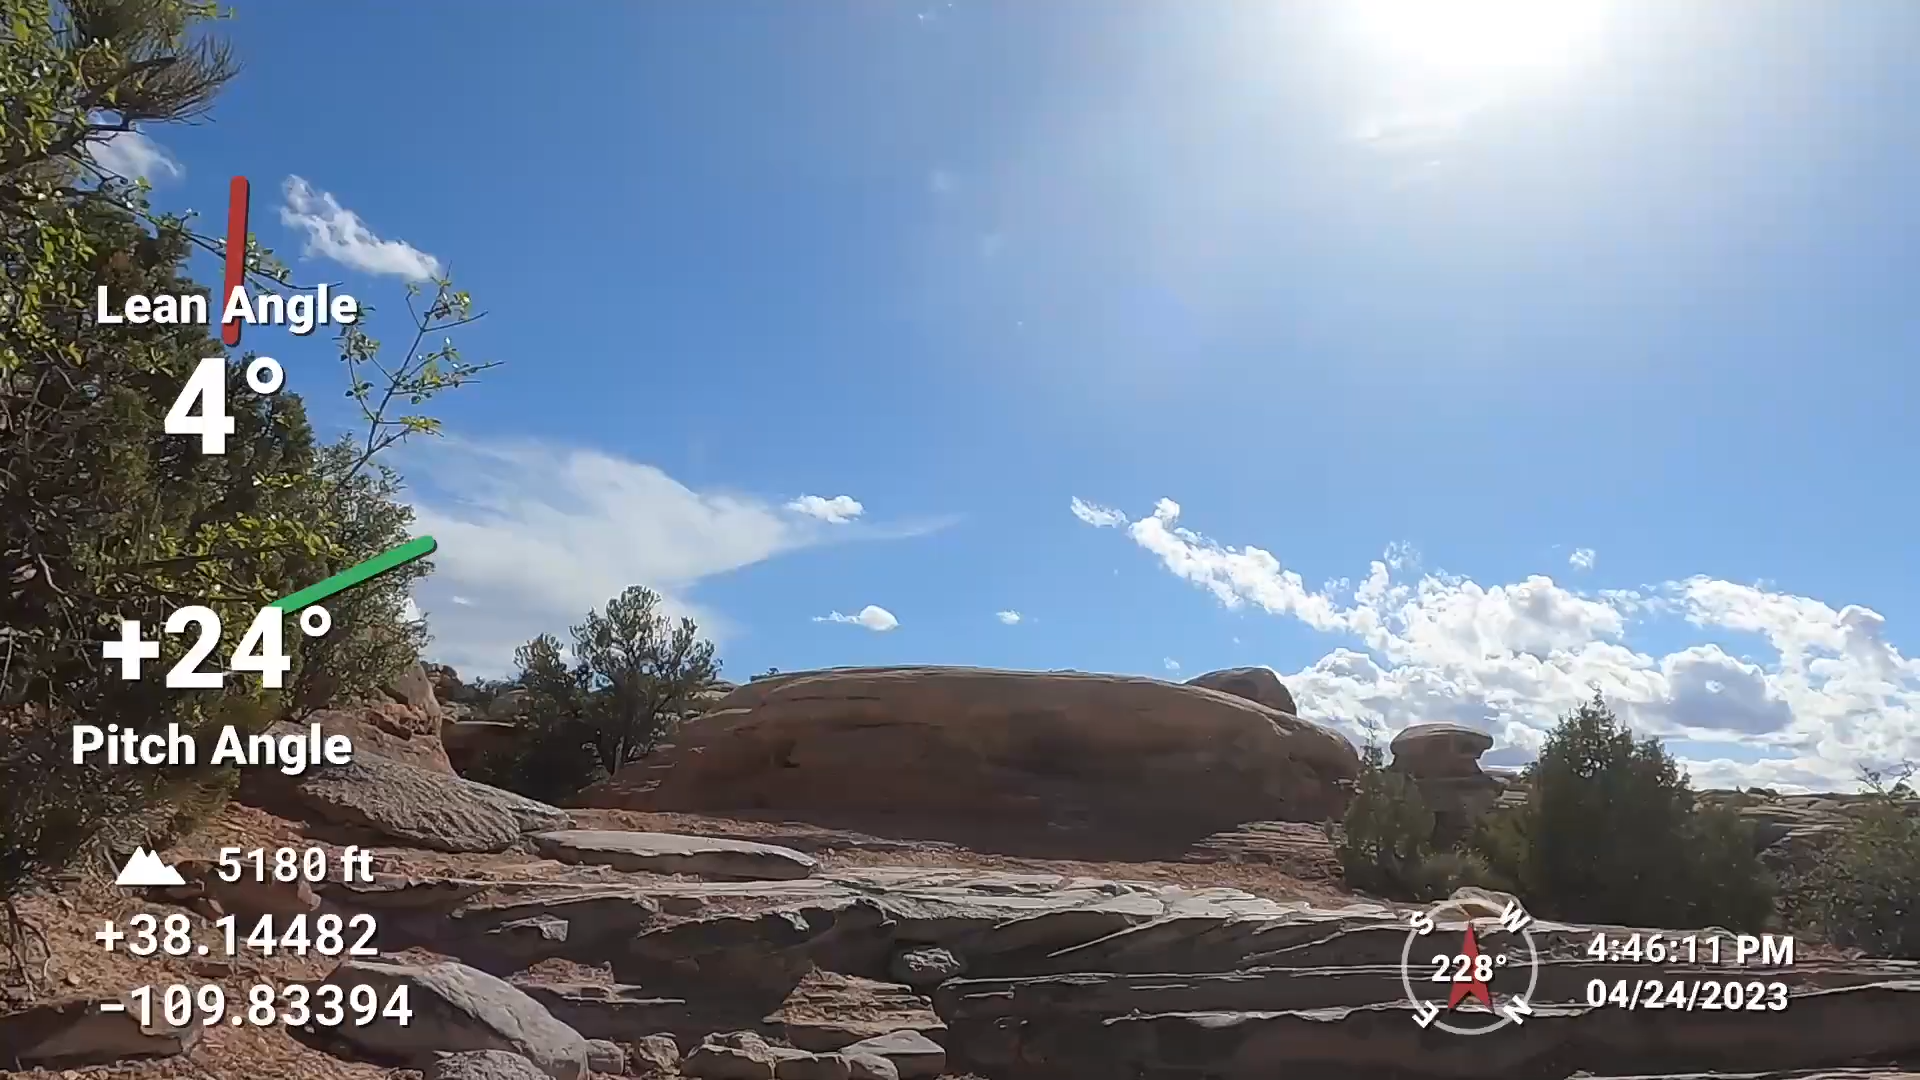 Lean Angle
4°
+24°
Pitch Angle
5180 ft
+38.14482
-109.83394
S W
228°
E N
4:46:11 PM
04/24/2023